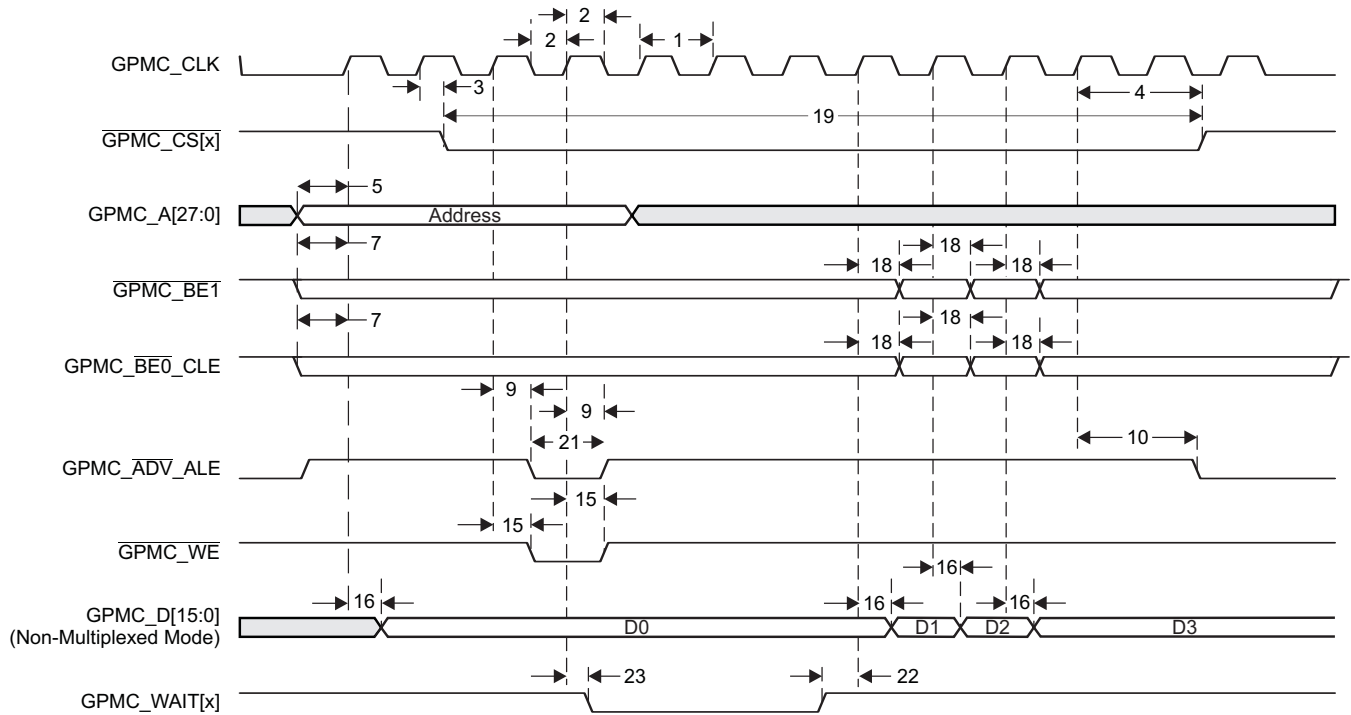 2
2
1
GPMC_CLK
3
4
19
GPMC_CS[x]
5
GPMC_A[27:0]
Address
7
18
18
18
GPMC_BE1
7
18
18
18
GPMC_BE0_CLE
9
9
21
10
GPMC_ADV_ALE
15
15
GPMC_WE
16
16
16
16
GPMC_D[15:0]
(Non-Multiplexed Mode)
D0
D1
D2
D3
23
22
GPMC_WAIT[x]